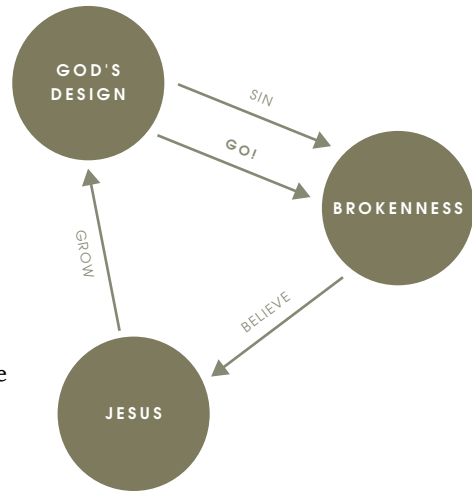 GOD'S
DESIGN
SIN
GO!
BROKENNESS
GROW
BELIEVE
e
JESUS